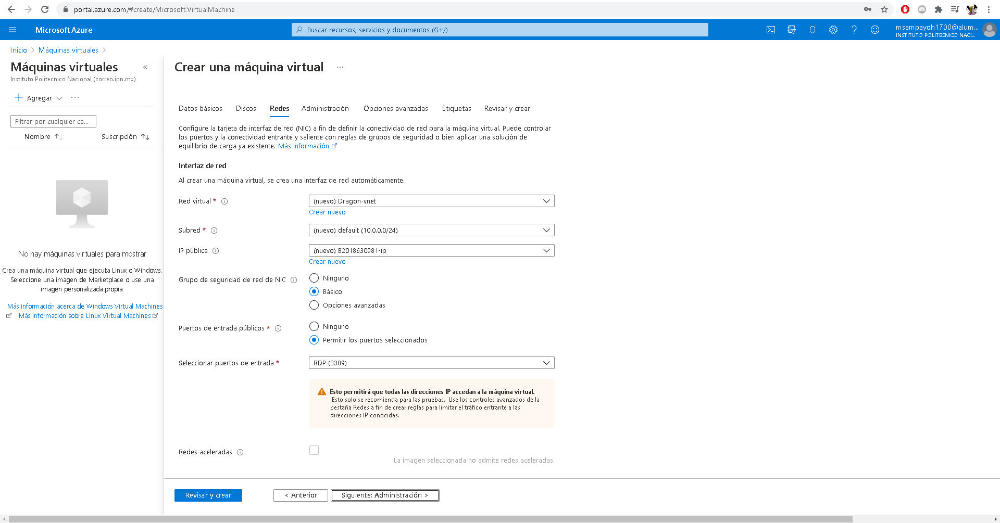 portal.azure.com/#create/Microsoft.VirtualMachine
Microsoft Azure
Buscar recursos, servicios y documentos (G+/)
msampayoh1700@alum...
INSTITUTO POLITECNICO NACI...
Inicio > Máquinas virtuales >
Máquinas virtuales
Instituto Politecnico Nacional (correo.ipn.mx)
Agregar
Filtrar por cualquier ca...
Nombre
Suscripción
No hay máquinas virtuales para mostrar
Crea una máquina virtual que ejecuta Linux o Windows.
Seleccione una imagen de Marketplace o use una
imagen personalizada propia.
Más información acerca de Windows Virtual Machines
Más información sobre Linux Virtual Machines
Crear una máquina virtual ...
Datos básicos
Discos
Redes
Administración
Opciones avanzadas
Etiquetas
Revisar y crear
Configure la tarjeta de interfaz de red (NIC) a fin de definir la conectividad de red para la máquina virtual. Puede controlar
los puertos y la conectividad entrante y saliente con reglas de grupos de seguridad o bien aplicar una solución de
equilibrio de carga ya existente. Más información
Interfaz de red
Al crear una máquina virtual, se crea una interfaz de red automáticamente.
Red virtual *
(nuevo) Dragon-vnet
Crear nuevo
Subred *
(nuevo) default (10.0.0.0/24)
IP pública
(nuevo) B2018630981-ip
Crear nuevo
Grupo de seguridad de red de NIC
Ninguno
Básico
Opciones avanzadas
Puertos de entrada públicos *
Ninguno
Permitir los puertos seleccionados
Seleccionar puertos de entrada *
RDP (3389)
Esto permitirá que todas las direcciones IP accedan a la máquina virtual.
Esto solo se recomienda para las pruebas. Use los controles avanzados de la
pestaña Redes a fin de crear reglas para limitar el tráfico entrante a las
direcciones IP conocidas.
Redes aceleradas
La imagen seleccionada no admite redes aceleradas.
Revisar y crear
< Anterior
Siguiente: Administración >